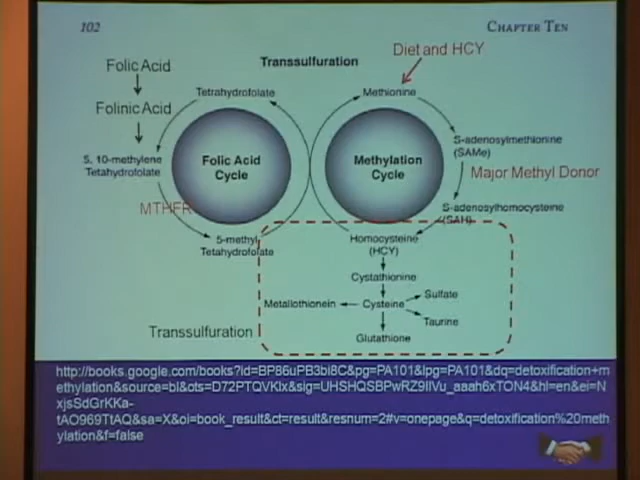 102
CHAPTER TEN
Diet and HCY
Folic Acid
Transsulfuration
Folinic Acid
Tetrahydrofolate
Methionine
5, 10-methylene
Tetahydrofolate
Folic Acid
Cycle
Methylation
Cycle
S-adenosylmethionine
(SAMe)
Major Methyl Donor
MTHFR
S-adenosylhomocysteine
(SAH)
5-methyl
Tetahydrofolate
Homocysteine
(HCY)
Cystathionine
Metallothionein
Cysteine
Sulfate
Taurine
Glutathione
Transsulfuration
http://books.google.com/books?id=BP86uPB3bi8C&pg=PA101&lpg=PA101&dq=detoxification+m
ethylation&source=bl&ots=D72PTQVKlx&sig=UHSHQSBPwRZ9IIVu_aaah6xTON4&hl=en&ei=N
xjsSdGrKKa-
tAO969TtAQ&sa=X&oi=book_result&ct=result&resnum=2#v=onepage&q=detoxification%20meth
ylation&f=false